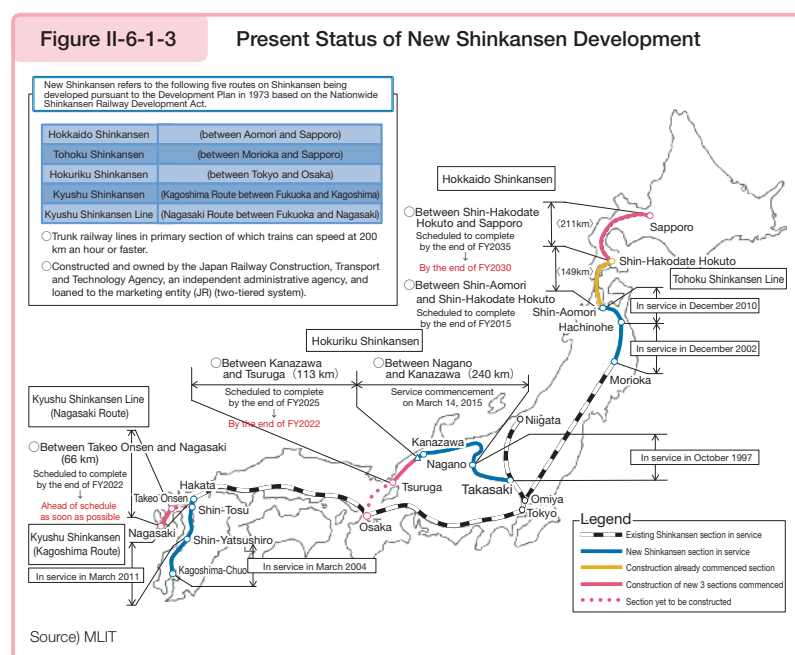 Figure II-6-1-3
Present Status of New Shinkansen Development
New Shinkansen refers to the following five routes on Shinkansen being
developed pursuant to the Development Plan in 1973 based on the Nationwide
Shinkansen Railway Development Act.
Hokkaido Shinkansen (between Aomori and Sapporo)
Tohoku Shinkansen (between Morioka and Sapporo)
Hokuriku Shinkansen (between Tokyo and Osaka)
Kyushu Shinkansen (Kagoshima Route between Fukuoka and Kagoshima)
Kyushu Shinkansen Line (Nagasaki Route between Fukuoka and Nagasaki)
○Trunk railway lines in primary section of which trains can speed at 200
km an hour or faster.
○Constructed and owned by the Japan Railway Construction, Transport
and Technology Agency, an independent administrative agency, and
loaned to the marketing entity (JR) (two-tiered system).
Hokkaido Shinkansen
○Between Shin-Hakodate
Hokuto and Sapporo
Scheduled to complete
by the end of FY2035
↓
By the end of FY2030
〈211km〉
Sapporo
Shin-Hakodate Hokuto
〈149km〉
○Between Shin-Aomori
and Shin-Hakodate Hokuto
Scheduled to complete
by the end of FY2015
Tohoku Shinkansen Line
In service in December 2010
Shin-Aomori
Hachinohe
In service in December 2002
Morioka
Hokuriku Shinkansen
○Between Kanazawa
and Tsuruga (113 km)
Scheduled to complete
by the end of FY2025
↓
By the end of FY2022
○Between Nagano
and Kanazawa (240 km)
Service commencement
on March 14, 2015
Niigata
Kanazawa
Nagano
In service in October 1997
Tsuruga
Takasaki
Omiya
Tokyo
Osaka
Kyushu Shinkansen Line
(Nagasaki Route)
○Between Takeo Onsen and Nagasaki
(66 km)
Scheduled to complete
by the end of FY2022
↓
Ahead of schedule
as soon as possible
Hakata
Takeo Onsen
Shin-Tosu
Nagasaki
Kyushu Shinkansen
(Kagoshima Route)
Shin-Yatsushiro
In service in March 2011
Kagoshima-Chuo
In service in March 2004
Legend
Existing Shinkansen section in service
New Shinkansen section in service
Construction already commenced section
Construction of new 3 sections commenced
Section yet to be constructed
Source) MLIT